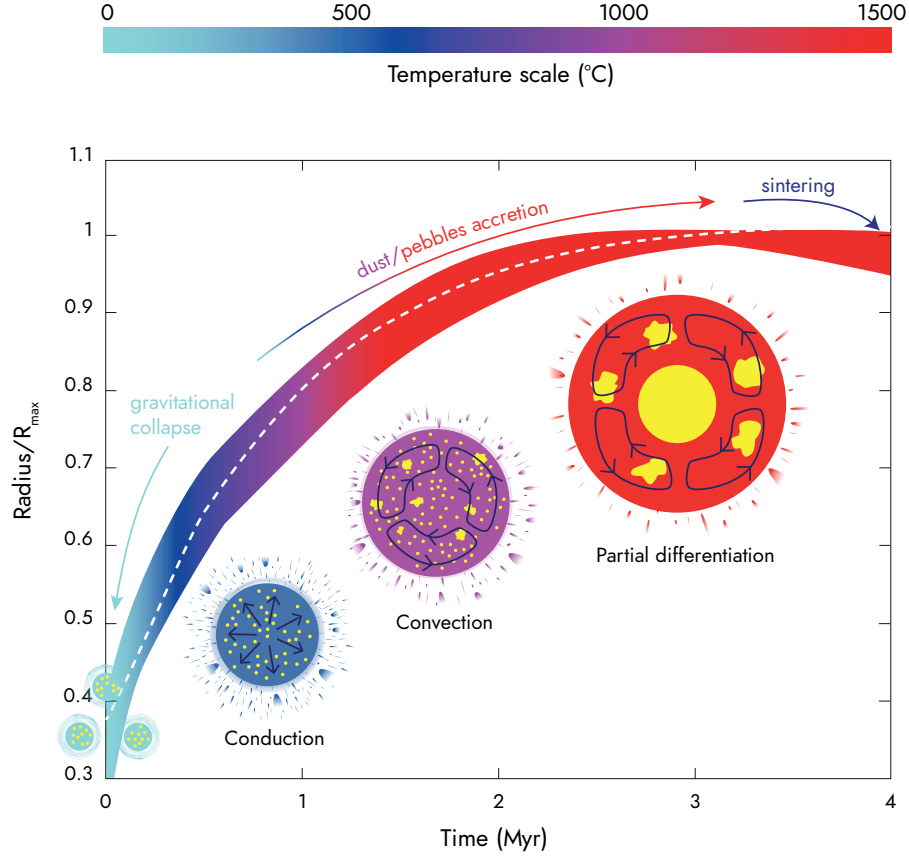 0 500 1000 1500
Temperature scale (°C)
1.1
1
0.9
0.8
0.7
0.6
0.5
0.4
0.3
Radius/Rmax
sintering
dust/pebbles accretion
gravitational
collapse
Partial differentiation
Convection
Conduction
0 1 2 3 4
Time (Myr)